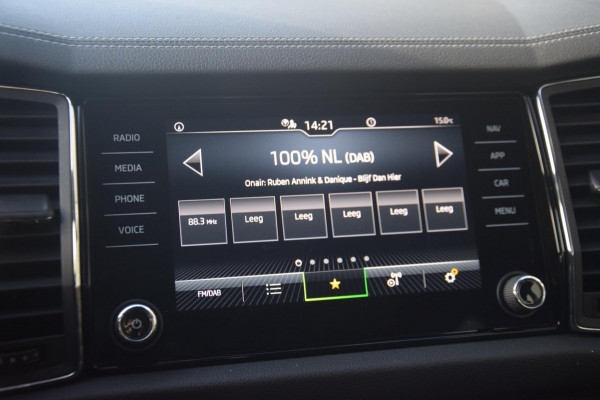 14:21
15.0°C
RADIO
MEDIA
PHONE
VOICE
NAV
APP
CAR
MENU
100% NL (DAB)
Onair: Ruben Annink & Danique - Blijf Dan Hier
88.3 MHz
Leeg
Leeg
Leeg
Leeg
Leeg
FM/DAB